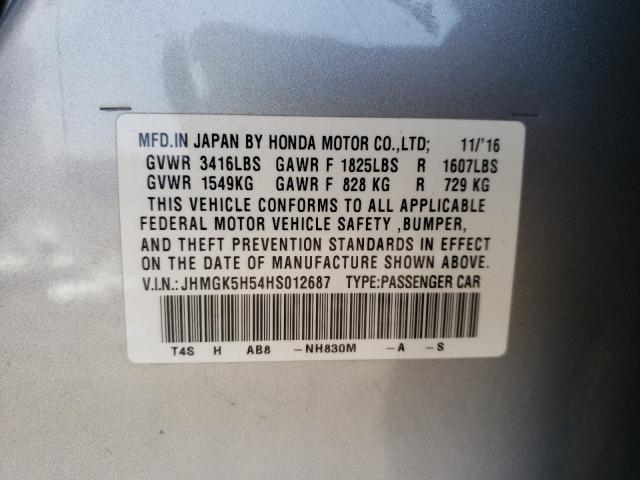 MFD.IN JAPAN BY HONDA MOTOR CO.,LTD; 11/'16
GVWR 3416LBS GAWR F 1825LBS R 1607LBS
GVWR 1549KG GAWR F 828 KG R 729 KG
THIS VEHICLE CONFORMS TO ALL APPLICABLE
FEDERAL MOTOR VEHICLE SAFETY ,BUMPER,
AND THEFT PREVENTION STANDARDS IN EFFECT
ON THE DATE OF MANUFACTURE SHOWN ABOVE.
V.I.N.: JHMGK5H54HS012687 TYPE:PASSENGER CAR
T4S H AB8 -NH830M -A -S